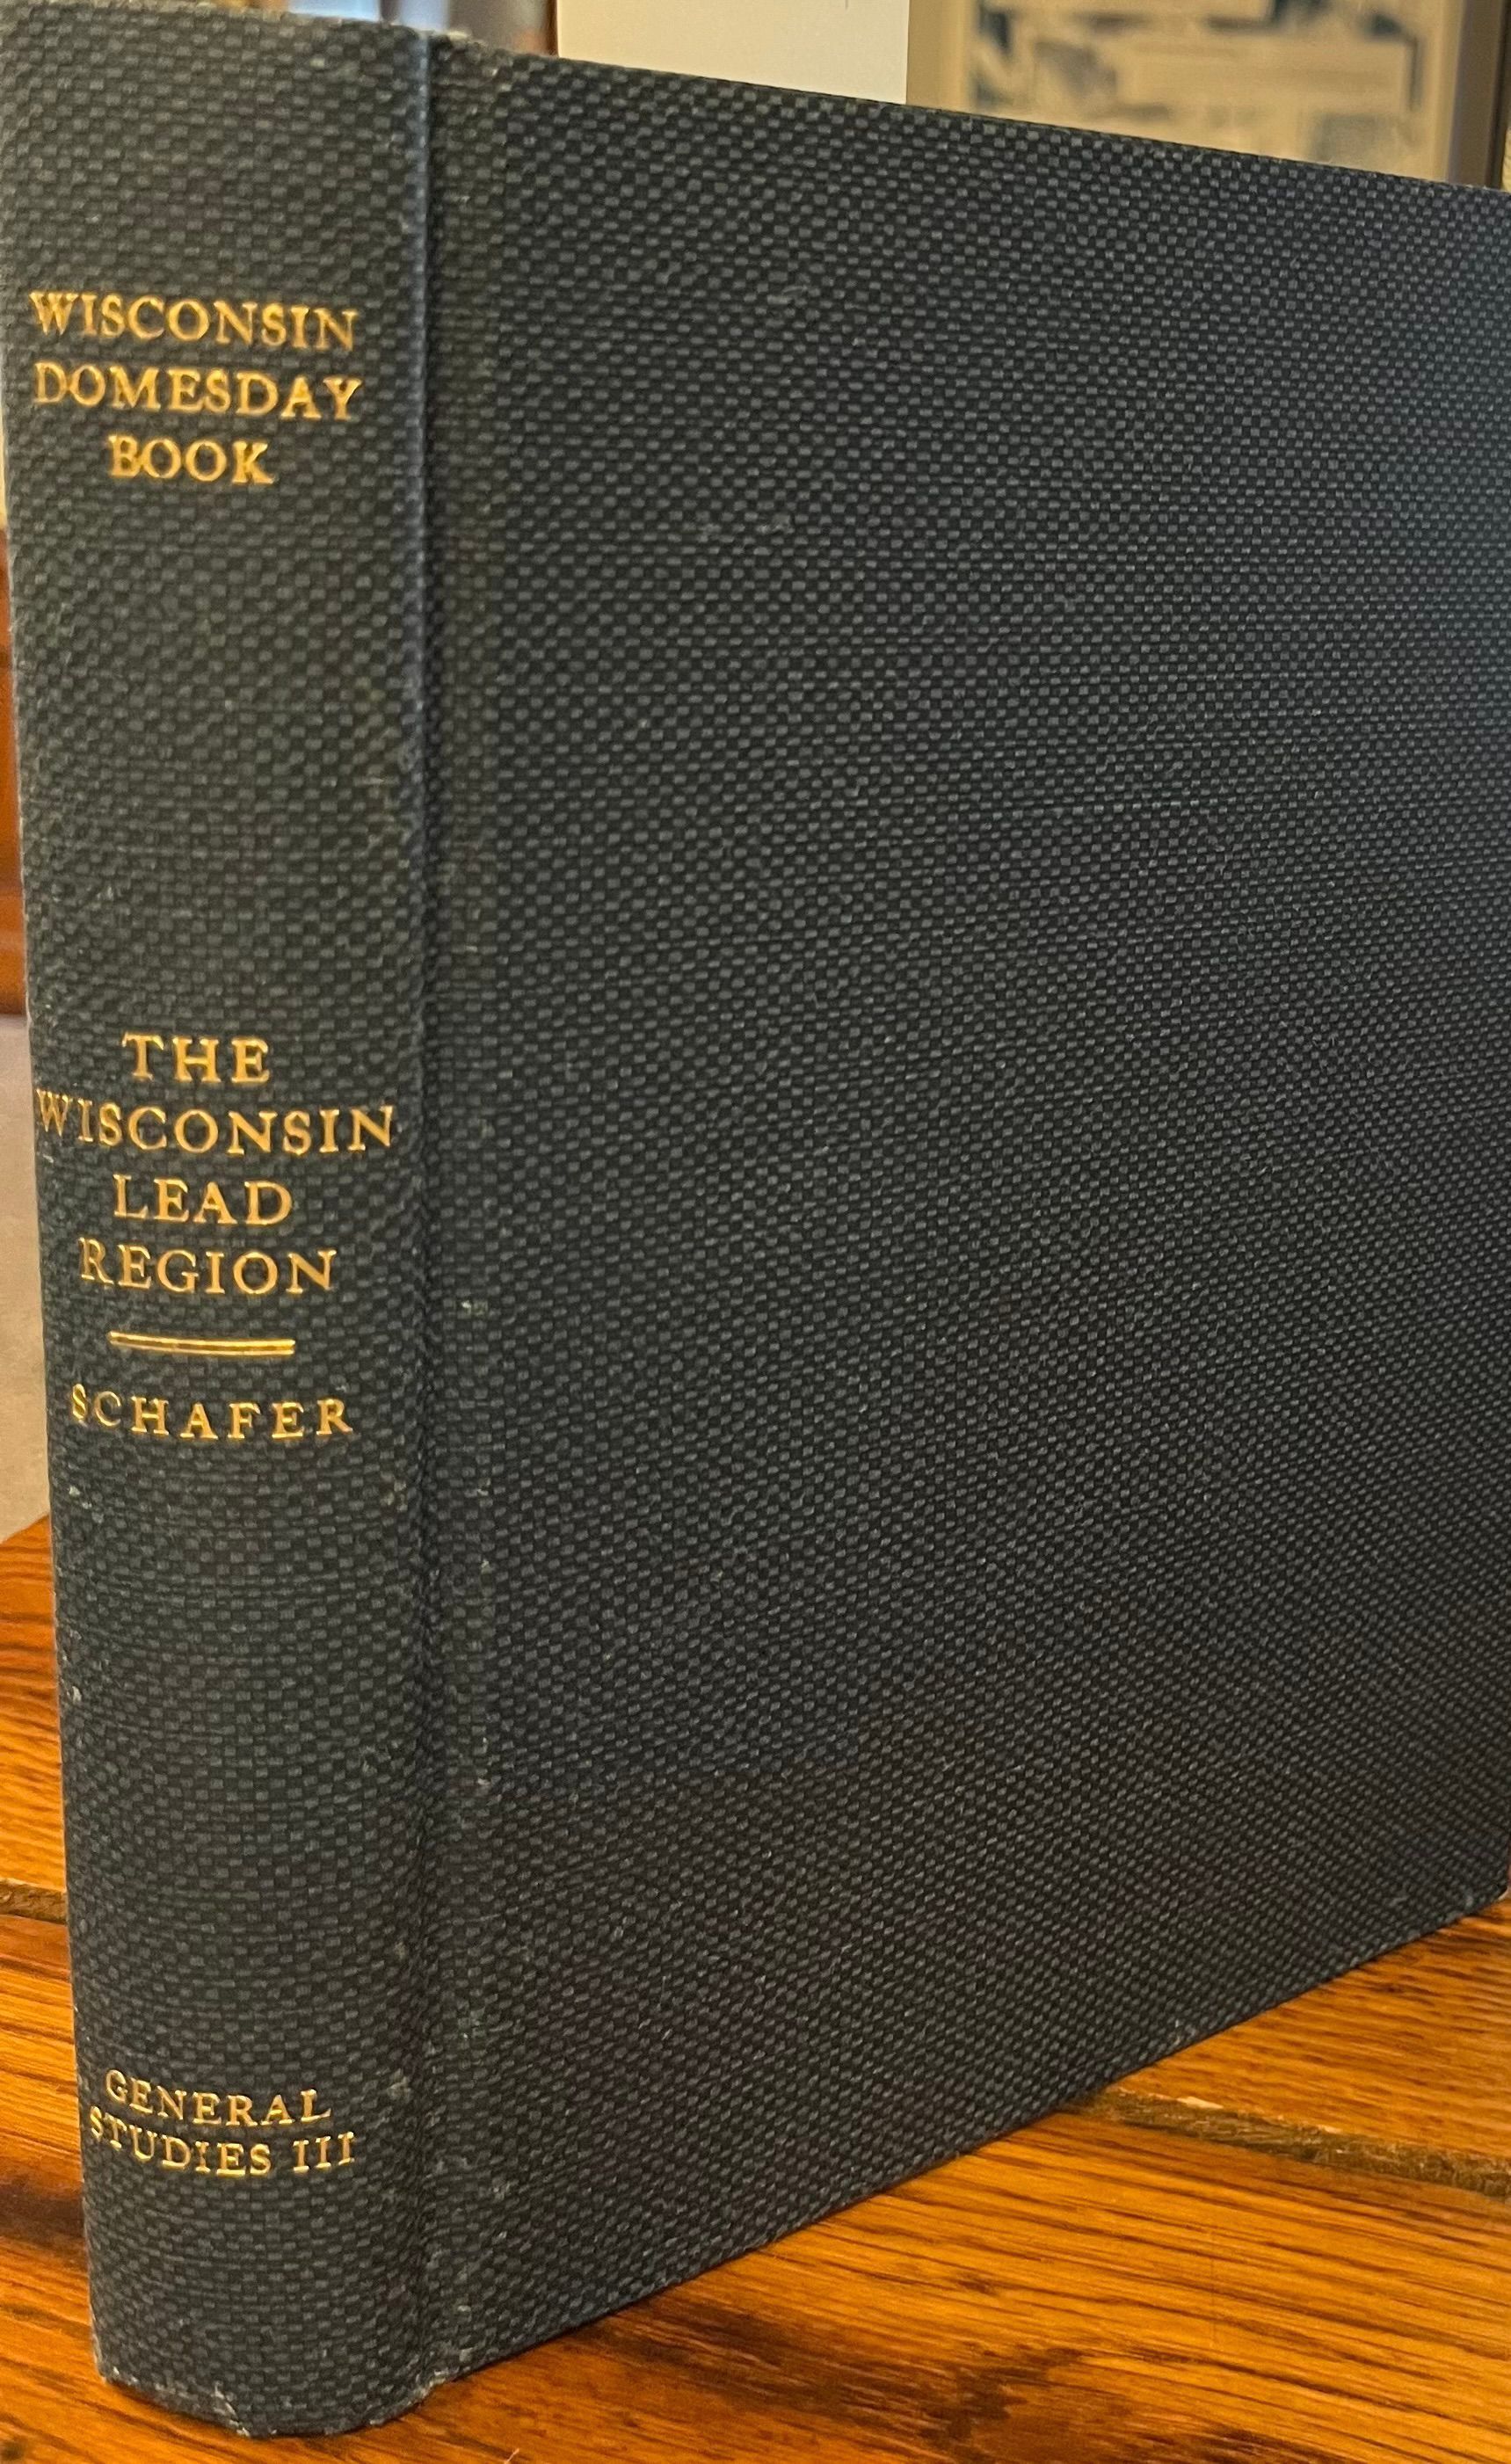 WISCONSIN
DOMESDAY
BOOK
THE
WISCONSIN
LEAD
REGION
SCHAFER
GENERAL
STUDIES III